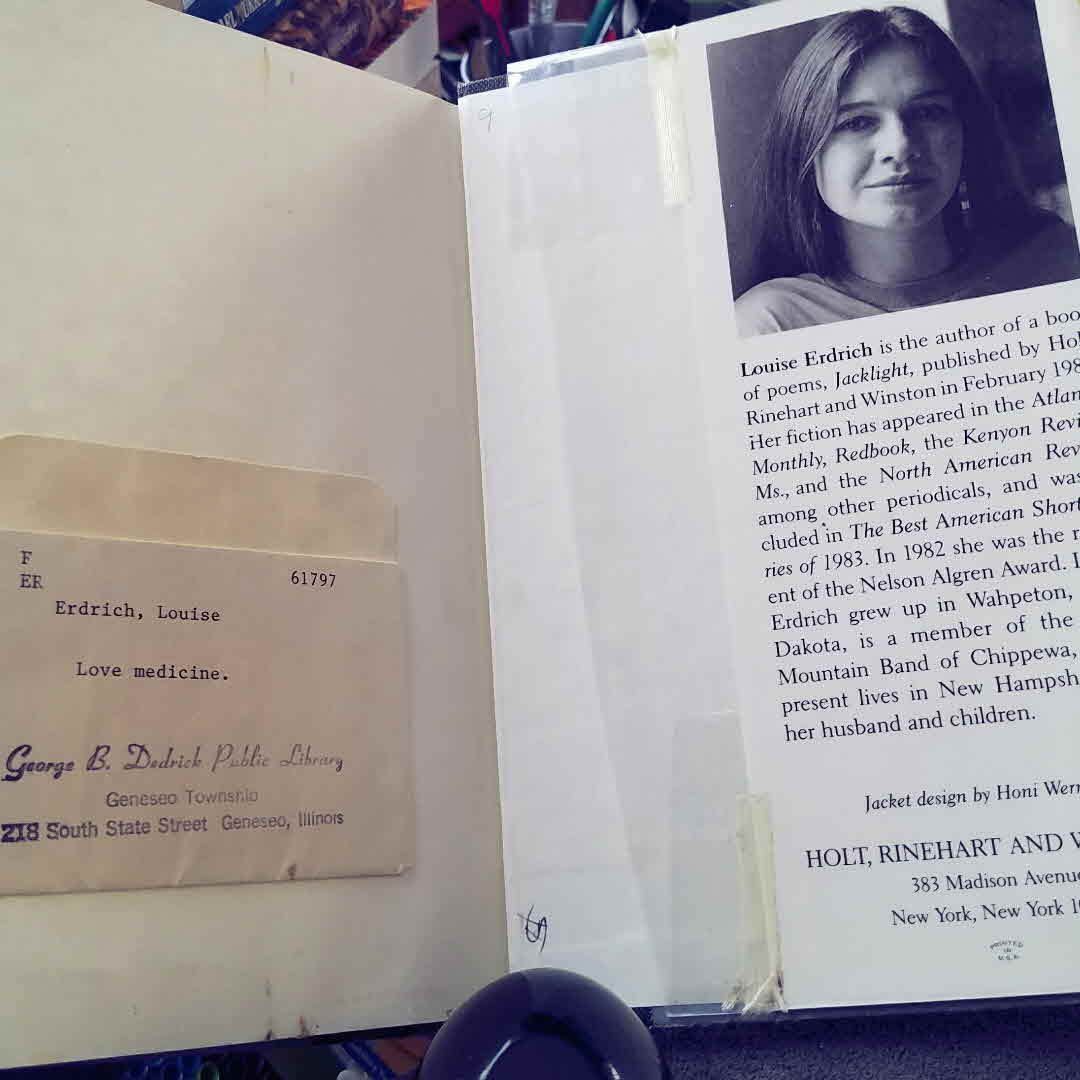 F
ER
61797
Erdrich, Louise
Love medicine.
George B. Dedrick Public Library
Geneseo Township
218 South State Street Geneseo, Illinois
9
Louise Erdrich is the author of a boo
of poems, Jacklight, published by Hol
Rinehart and Winston in February 198
Her fiction has appeared in the Atlan
Monthly, Redbook, the Kenyon Revi
Ms., and the North American Rev
among other periodicals, and was
cluded in The Best American Short
ries of 1983. In 1982 she was the r
ent of the Nelson Algren Award. L
Erdrich grew up in Wahpeton,
Dakota, is a member of the
Mountain Band of Chippewa,
present lives in New Hampsh
her husband and children.
Jacket design by Honi Wern
HOLT, RINEHART AND W
383 Madison Avenue
New York, New York 1
PRINTED
IN
U.S.A.